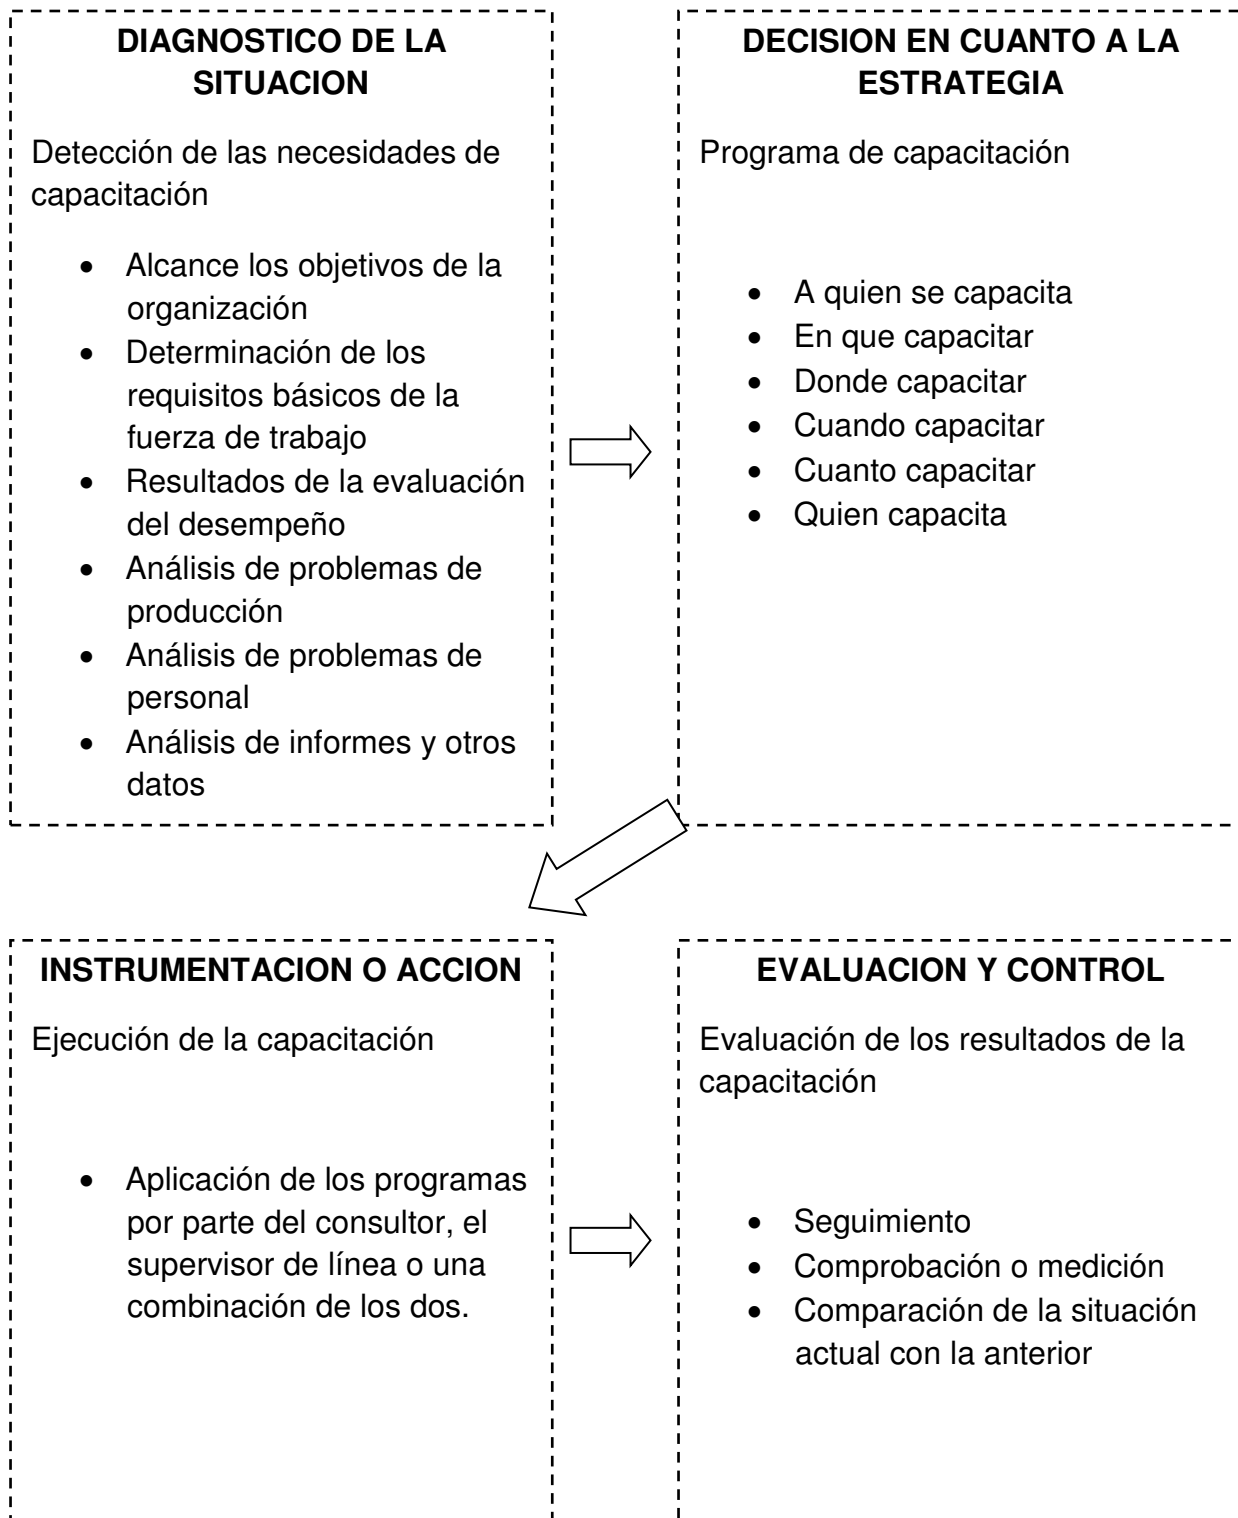 DIAGNOSTICO DE LA
SITUACION
Detección de las necesidades de
capacitación
• Alcance los objetivos de la
organización
• Determinación de los
requisitos básicos de la
fuerza de trabajo
• Resultados de la evaluación
del desempeño
• Análisis de problemas de
producción
• Análisis de problemas de
personal
• Análisis de informes y otros
datos
DECISION EN CUANTO A LA
ESTRATEGIA
Programa de capacitación
• A quien se capacita
• En que capacitar
• Donde capacitar
• Cuando capacitar
• Cuanto capacitar
• Quien capacita
INSTRUMENTACION O ACCION
Ejecución de la capacitación
• Aplicación de los programas
por parte del consultor, el
supervisor de línea o una
combinación de los dos.
EVALUACION Y CONTROL
Evaluación de los resultados de la
capacitación
• Seguimiento
• Comprobación o medición
• Comparación de la situación
actual con la anterior